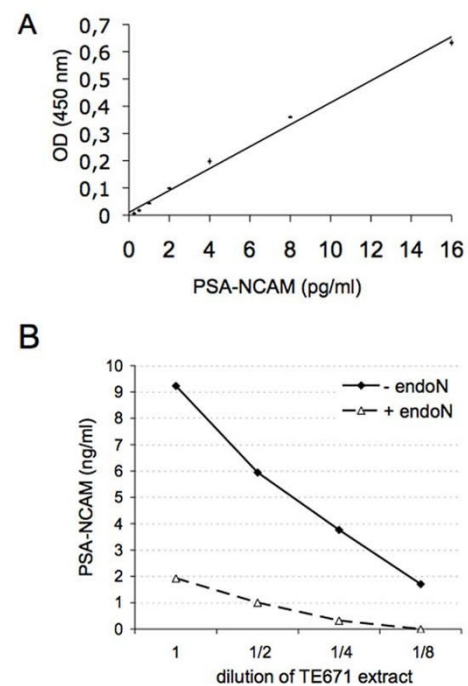 A
OD (450 nm)
0,7
0,6
0,5
0,4
0,3
0,2
0,1
0
0 2 4 6 8 10 12 14 16
PSA-NCAM (pg/ml)
B
PSA-NCAM (ng/ml)
10
9
8
7
6
5
4
3
2
1
0
- endoN
+ endoN
1 1/2 1/4 1/8
dilution of TE671 extract